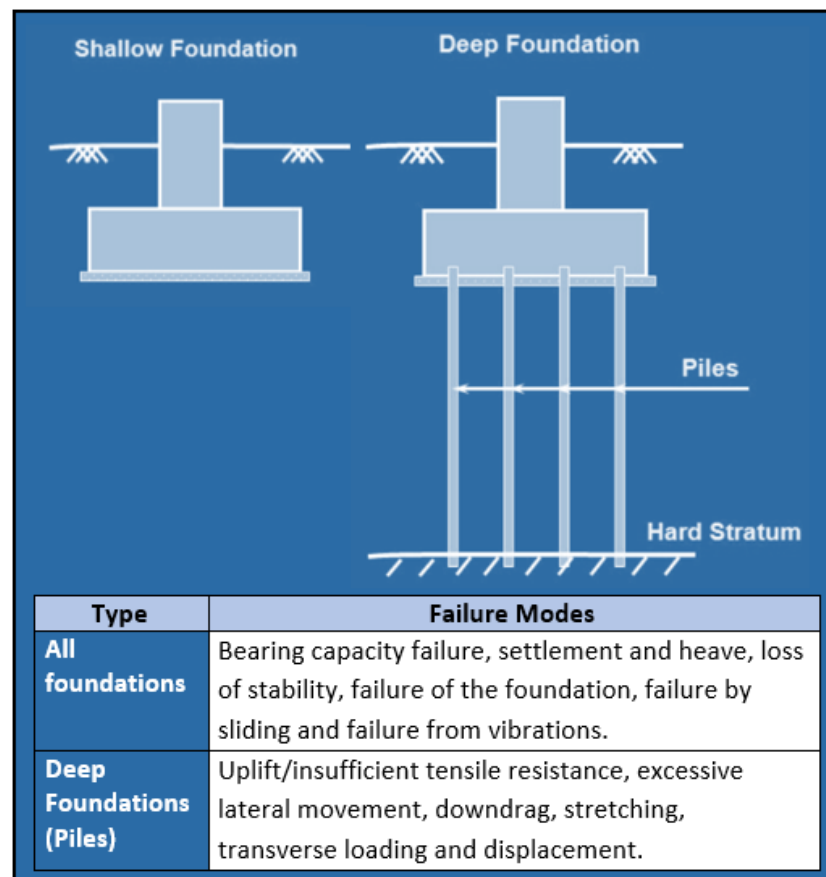 Shallow Foundation
Deep Foundation
Piles
Hard Stratum
Type
Failure Modes
All
foundations
Bearing capacity failure, settlement and heave, loss
of stability, failure of the foundation, failure by
sliding and failure from vibrations.
Deep
Foundations
(Piles)
Uplift/insufficient tensile resistance, excessive
lateral movement, downdrag, stretching,
transverse loading and displacement.